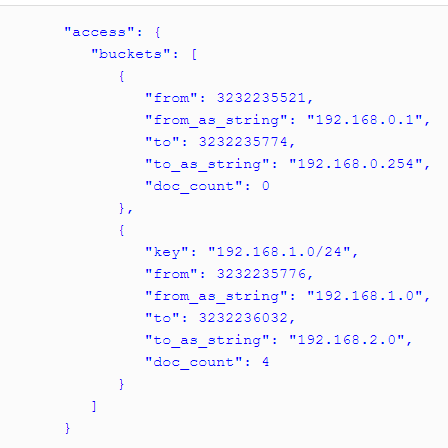 "access": {
"buckets": [
{
"from": 3232235521,
"from_as_string": "192.168.0.1",
"to": 3232235774,
"to_as_string": "192.168.0.254",
"doc_count": 0
},
{
"key": "192.168.1.0/24",
"from": 3232235776,
"from_as_string": "192.168.1.0",
"to": 3232236032,
"to_as_string": "192.168.2.0",
"doc_count": 4
}
]
}